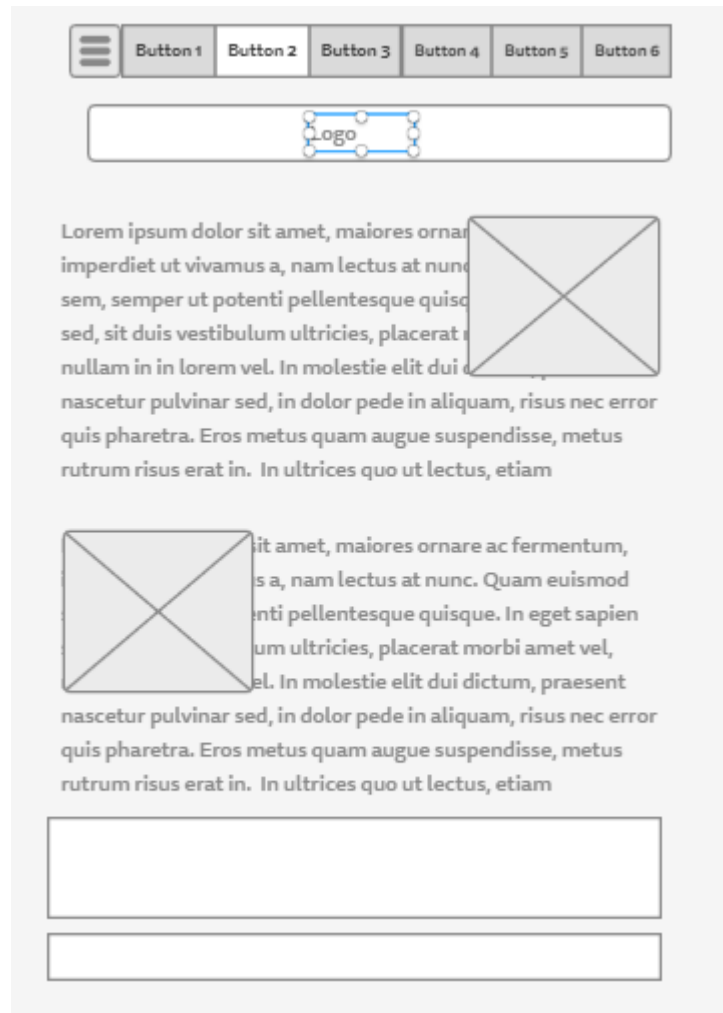 Button 1 Button 2 Button 3 Button 4 Button 5 Button 6
Logo
Lorem ipsum dolor sit amet, maiores
imperdiet ut vivamus a, nam lectus at
sem, semper ut potenti pellentesque
sed, sit duis vestibulum ultricies, placerat
nullam in in lorem vel. In molestie elit dui
nascetur pulvinar sed, in dolor pede in aliquam, risus nec error
quis pharetra. Eros metus quam augue suspendisse, metus
rutrum risus erat in. In ultrices quo ut lectus, etiam
sit amet, maiores ornare ac fermentum,
a, nam lectus at nunc. Quam euismod
pellentesque quisque. In eget sapien
ultricies, placerat morbi amet vel,
In molestie elit dui dictum, praesent
nascetur pulvinar sed, in dolor pede in aliquam, risus nec error
quis pharetra. Eros metus quam augue suspendisse, metus
rutrum risus erat in. In ultrices quo ut lectus, etiam